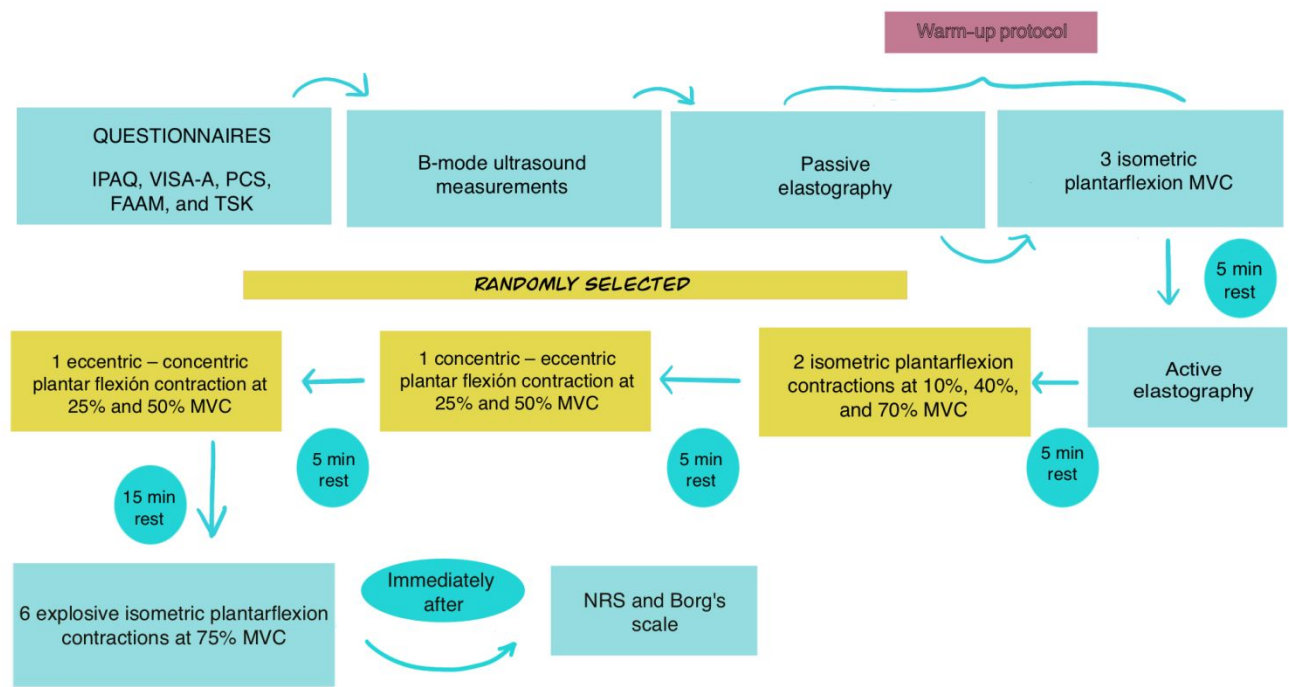 Warm-up protocol
QUESTIONNAIRES
IPAQ, VISA-A, PCS,
FAAM, and TSK
B-mode ultrasound
measurements
Passive
elastography
3 isometric
plantarflexion MVC
5 min
rest
RANDOMLY SELECTED
1 eccentric – concentric
plantar flexión contraction at
25% and 50% MVC
1 concentric – eccentric
plantar flexión contraction at
25% and 50% MVC
2 isometric plantarflexion
contractions at 10%, 40%,
and 70% MVC
Active
elastography
15 min
rest
5 min
rest
5 min
rest
5 min
rest
6 explosive isometric plantarflexion
contractions at 75% MVC
Immediately
after
NRS and Borg's
scale